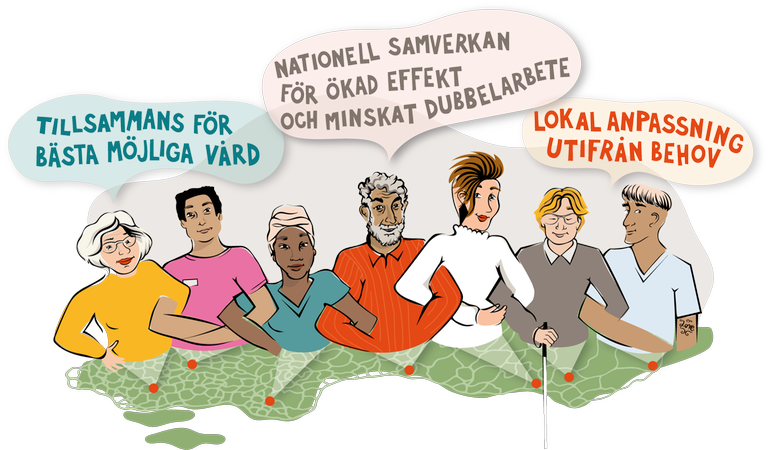 TILLSAMMANS FÖR
BÄSTA MÖJLIGA VÅRD
NATIONELL SAMVERKAN
FÖR ÖKAD EFFEKT
OCH MINSKAT DUBBELARBETE
LOKAL ANPASSNING
UTIFRÅN BEHOV